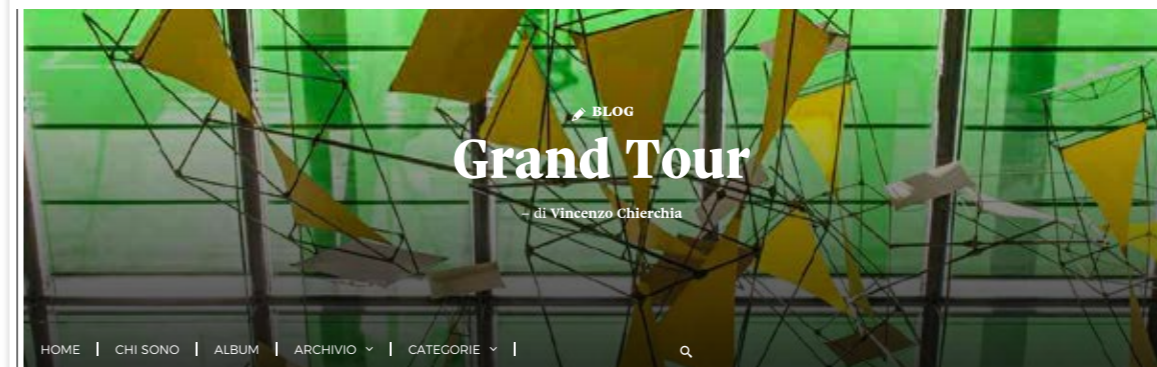 BLOG
Grand Tour
– di Vincenzo Chierchia
HOME | CHI SONO | ALBUM | ARCHIVIO | CATEGORIE |